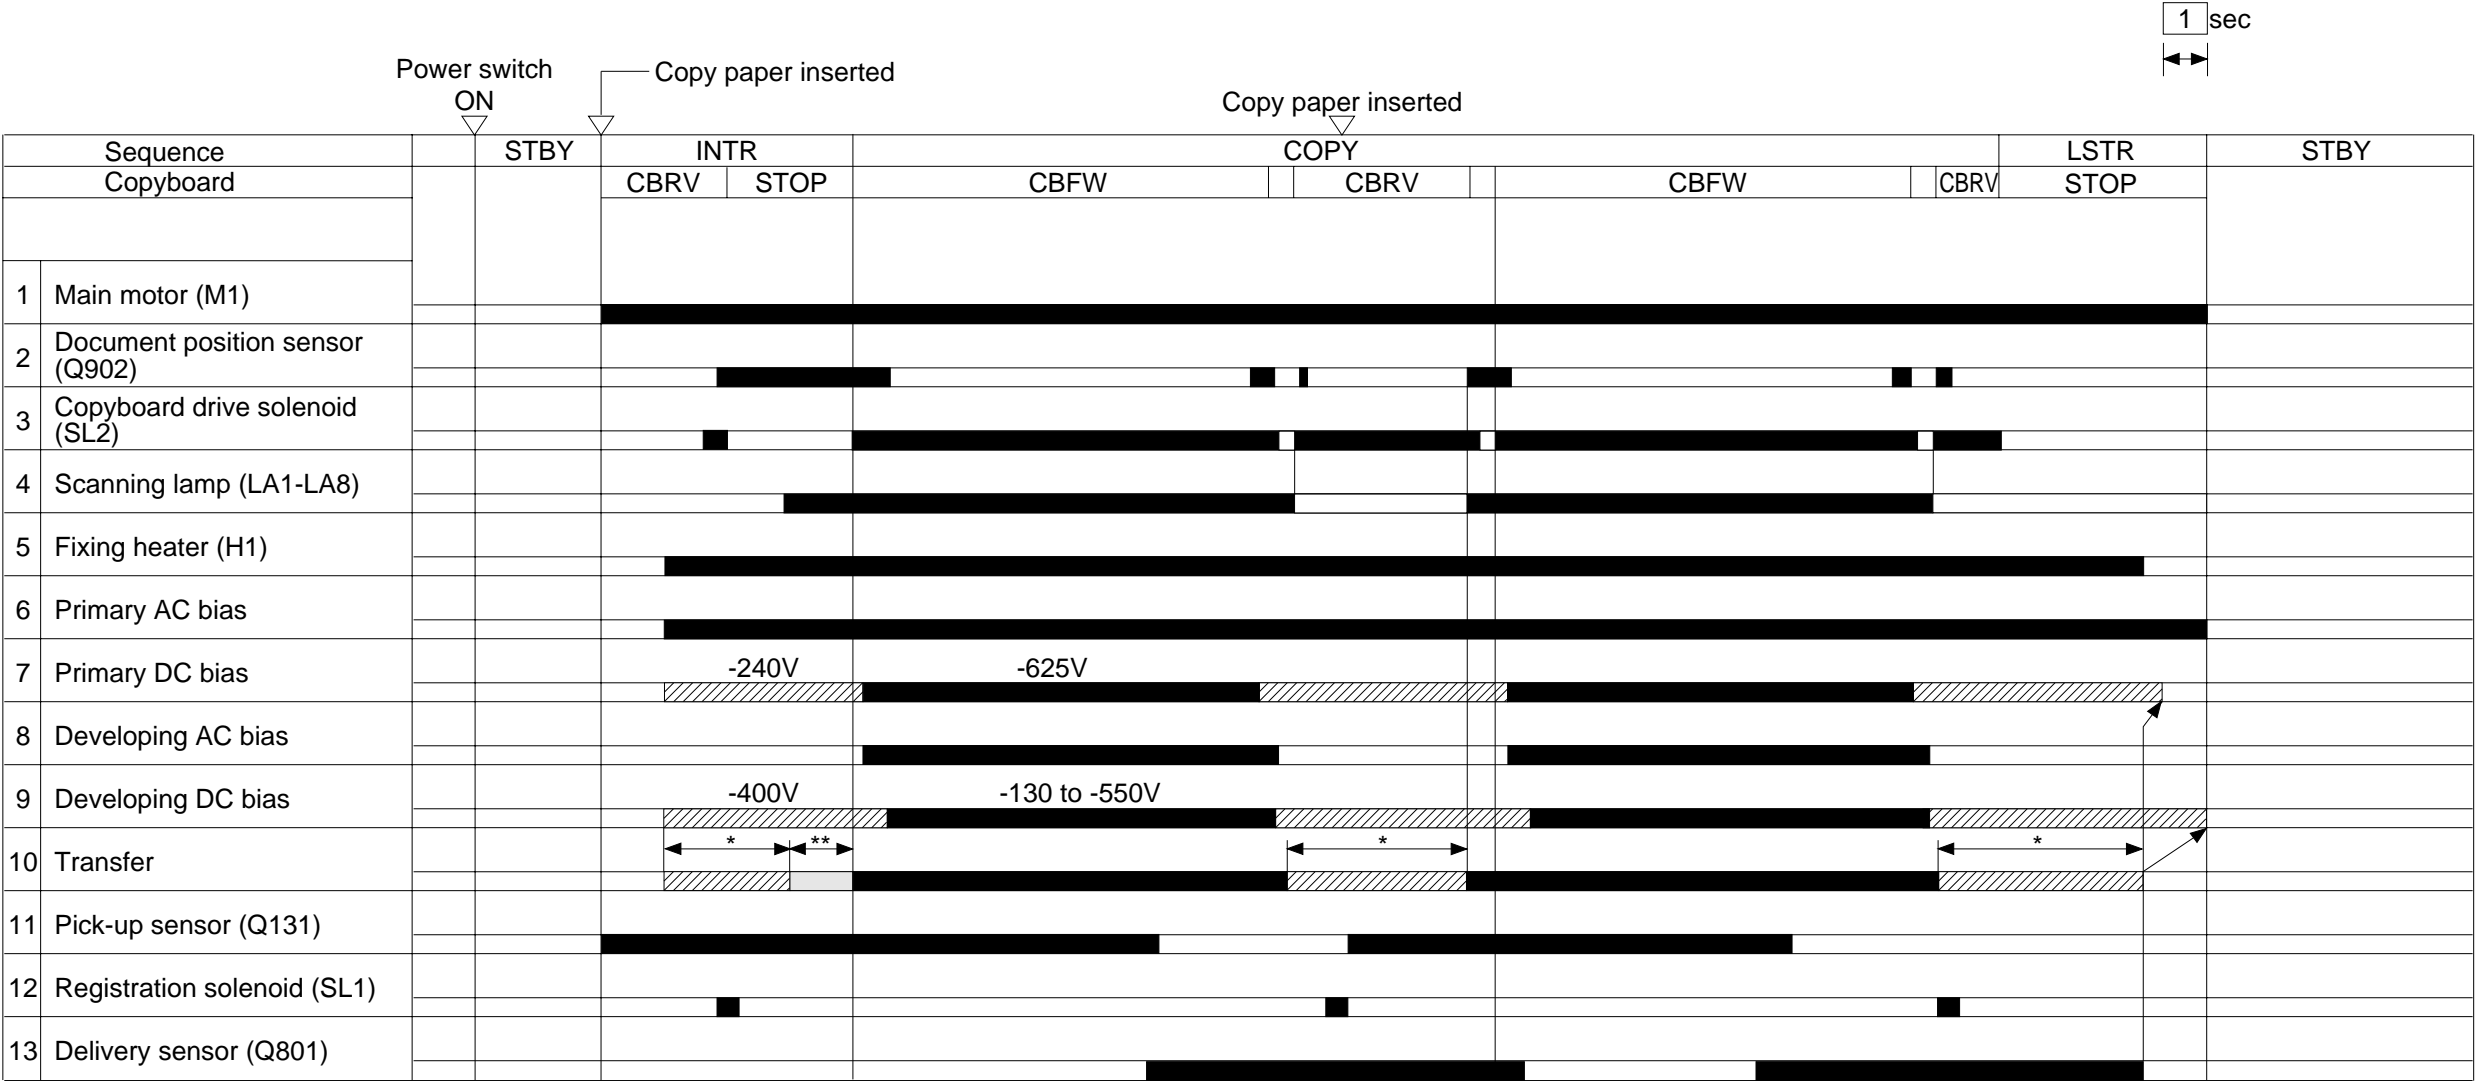 1 sec
Power switch
ON
Copy paper inserted
Copy paper inserted
Sequence STBY INTR COPY LSTR STBY
Copyboard CBRV STOP CBFW CBRV CBFW CBRV STOP
1 Main motor (M1)
2 Document position sensor
(Q902)
3 Copyboard drive solenoid
(SL2)
4 Scanning lamp (LA1-LA8)
5 Fixing heater (H1)
6 Primary AC bias
7 Primary DC bias -240V -625V
8 Developing AC bias
9 Developing DC bias -400V -130 to -550V
* ** * *
10 Transfer
11 Pick-up sensor (Q131)
12 Registration solenoid (SL1)
13 Delivery sensor (Q801)